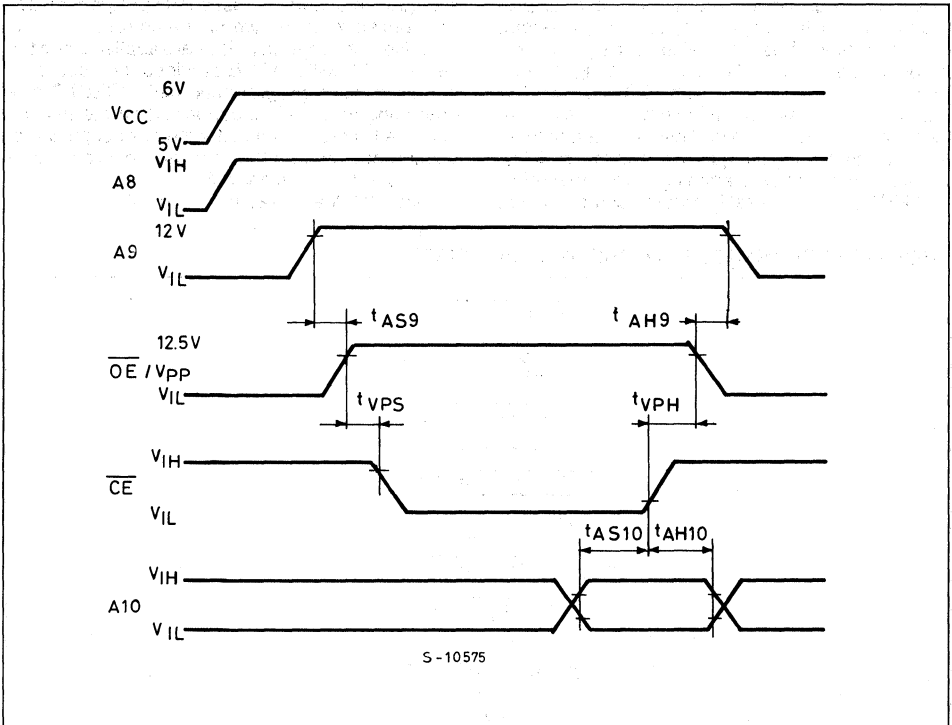 6V
VCC
5V
VIH
A8
VIL
12V
A9
VIL
tAS9
tAH9
12.5V
OE / VPP
VIL
tVPS
tVPH
VIH
CE
VIL
tAS10
tAH10
VIH
A10
VIL
S-10575